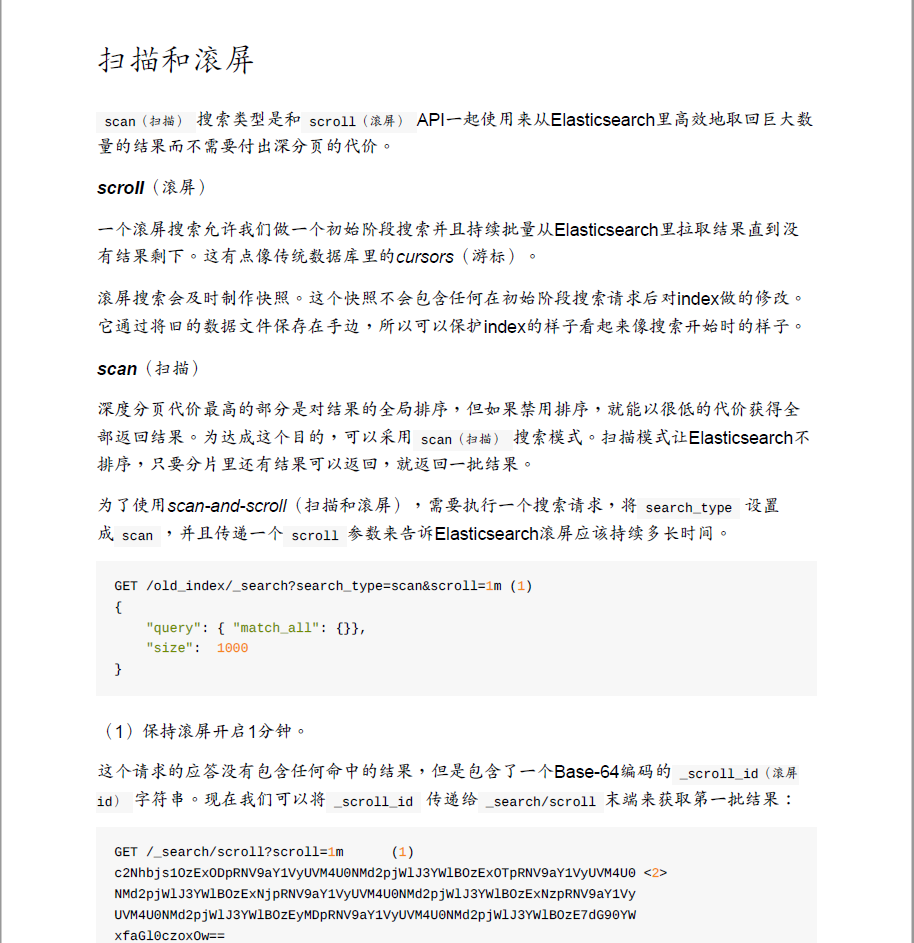 扫描和滚屏
scan（扫描） 搜索类型是和 scroll（滚屏） API一起使用来从Elasticsearch里高效地取回巨大数
量的结果而不需要付出深分页的代价。
scroll（滚屏）
一个滚屏搜索允许我们做一个初始阶段搜索并且持续批量从Elasticsearch里拉取结果直到没
有结果剩下。这有点像传统数据库里的cursors（游标）。
滚屏搜索会及时制作快照。这个快照不会包含任何在初始阶段搜索请求后对index做的修改。
它通过将旧的数据文件保存在手边，所以可以保护index的样子看起来像搜索开始时的样子。
scan（扫描）
深度分页代价最高的部分是对结果的全局排序，但如果禁用排序，就能以很低的代价获得全
部返回结果。为达成这个目的，可以采用 scan（扫描） 搜索模式。扫描模式让Elasticsearch不
排序，只要分片里还有结果可以返回，就返回一批结果。
为了使用scan-and-scroll（扫描和滚屏），需要执行一个搜索请求，将 search_type 设置
成 scan ，并且传递一个 scroll 参数来告诉Elasticsearch滚屏应该持续多长时间。
GET /old_index/_search?search_type=scan&scroll=1m (1)
{
    "query": { "match_all": {}},
    "size":  1000
}
（1）保持滚屏开启1分钟。
这个请求的应答没有包含任何命中的结果，但是包含了一个Base-64编码的 _scroll_id（滚屏
id） 字符串。现在我们可以将 _scroll_id 传递给 _search/scroll 末端来获取第一批结果：
GET /_search/scroll?scroll=1m      (1)
c2Nhbjs1OzExODpRNV9aY1VyUVM4U0NMd2pjWlJ3YWlBOzExOTpRNV9aY1VyUVM4U0 <2>
NMd2pjWlJ3YWlBOzExNjpRNV9aY1VyUVM4U0NMd2pjWlJ3YWlBOzExNzpRNV9aY1Vy
UVM4U0NMd2pjWlJ3YWlBOzEyMDpRNV9aY1VyUVM4U0NMd2pjWlJ3YWlBOzE7dG90YW
xfaGl0czoxOw==